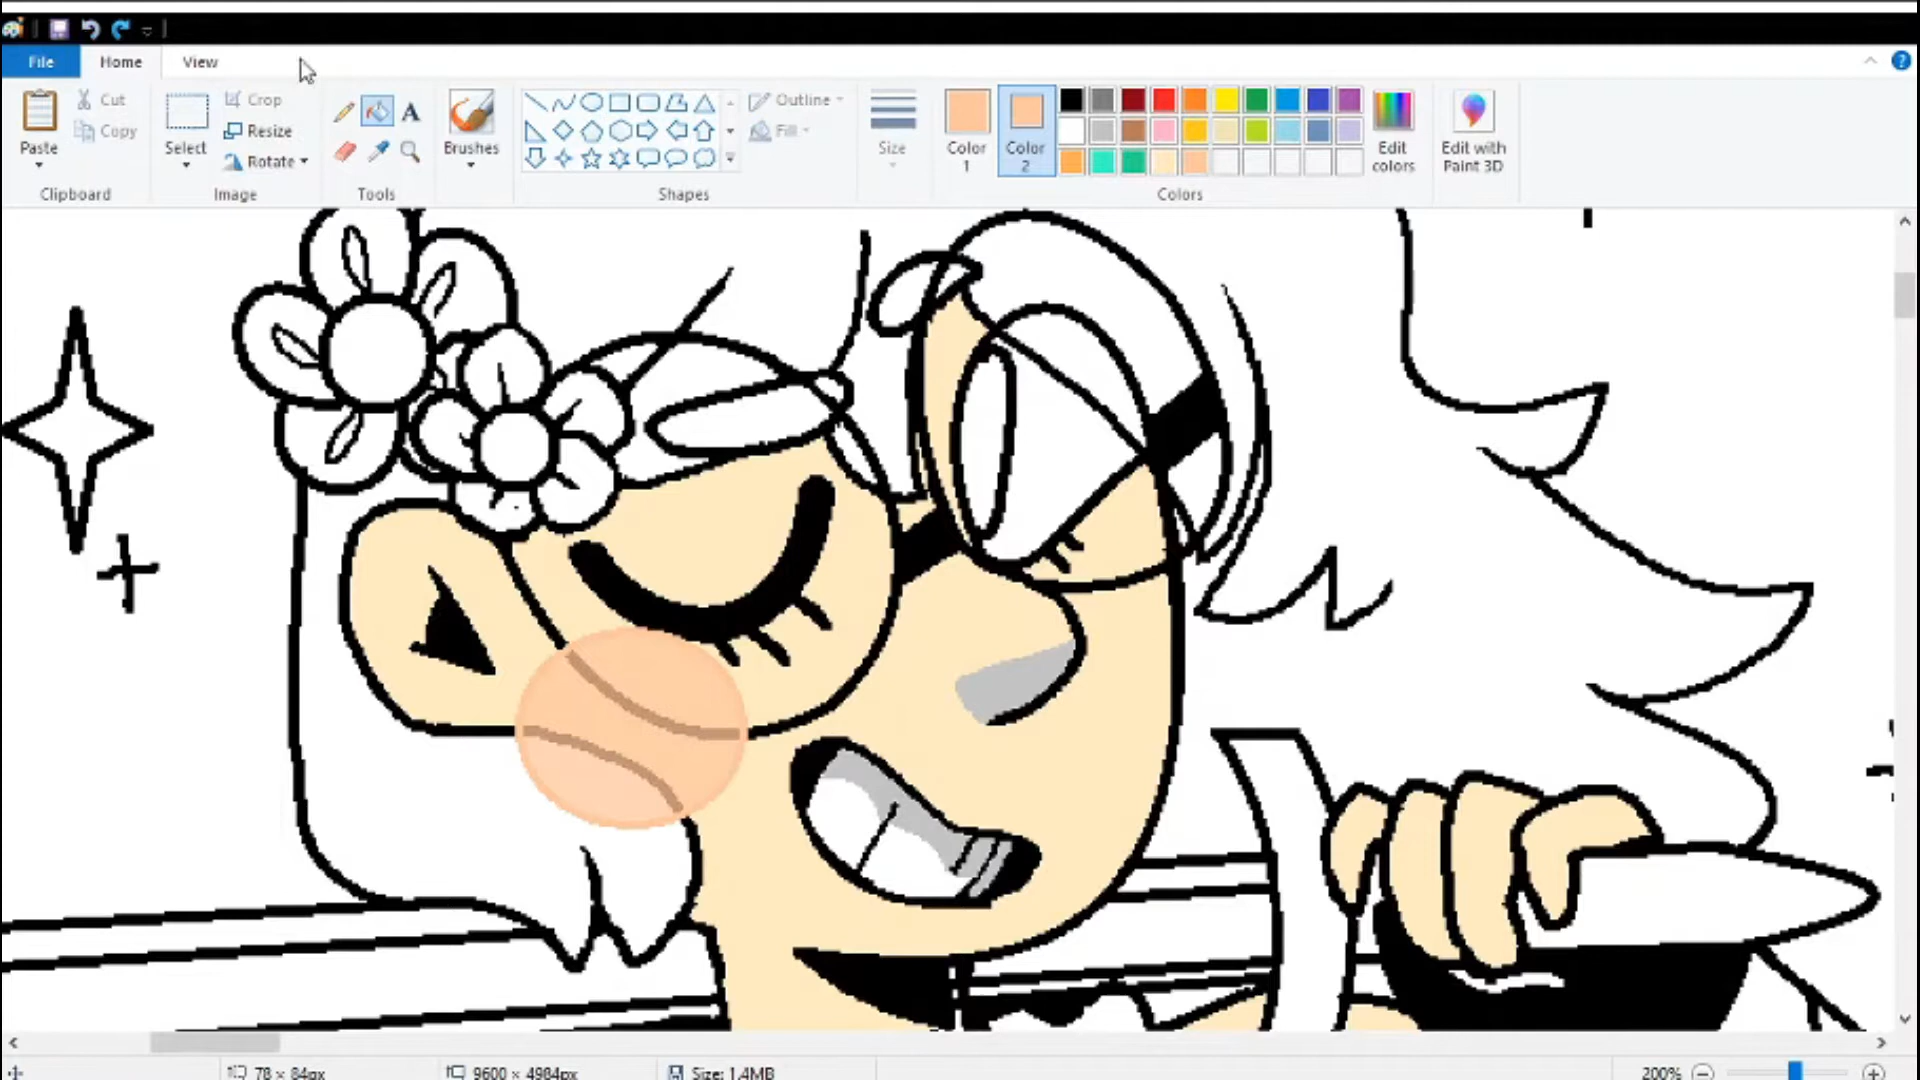 File Home View
Paste
Cut
Copy
Clipboard
Select
Crop
Resize
Rotate
Image
A
Tools
Brushes
Outline
Fill
Shapes
Size
Color 1
Color 2
Edit colors
Colors
Edit with Paint 3D
78 × 84px
9600 × 4984px
Size: 1.4MB
200%